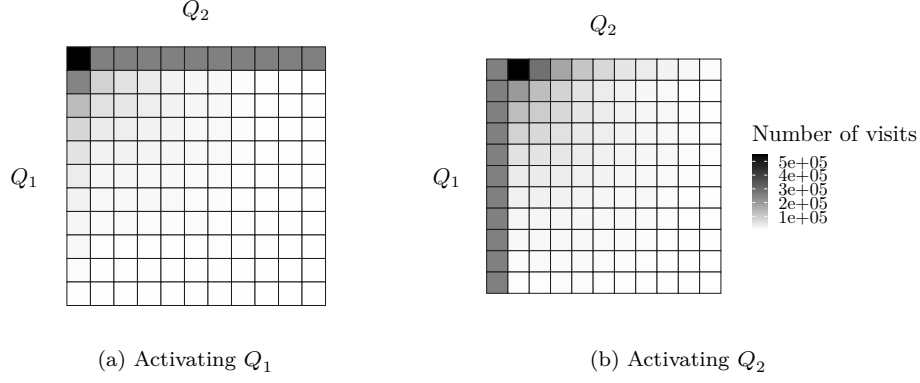 Q₂
Q₁
(a) Activating Q₁
Q₂
Q₁
(b) Activating Q₂
Number of visits
5e+05
4e+05
3e+05
2e+05
1e+05